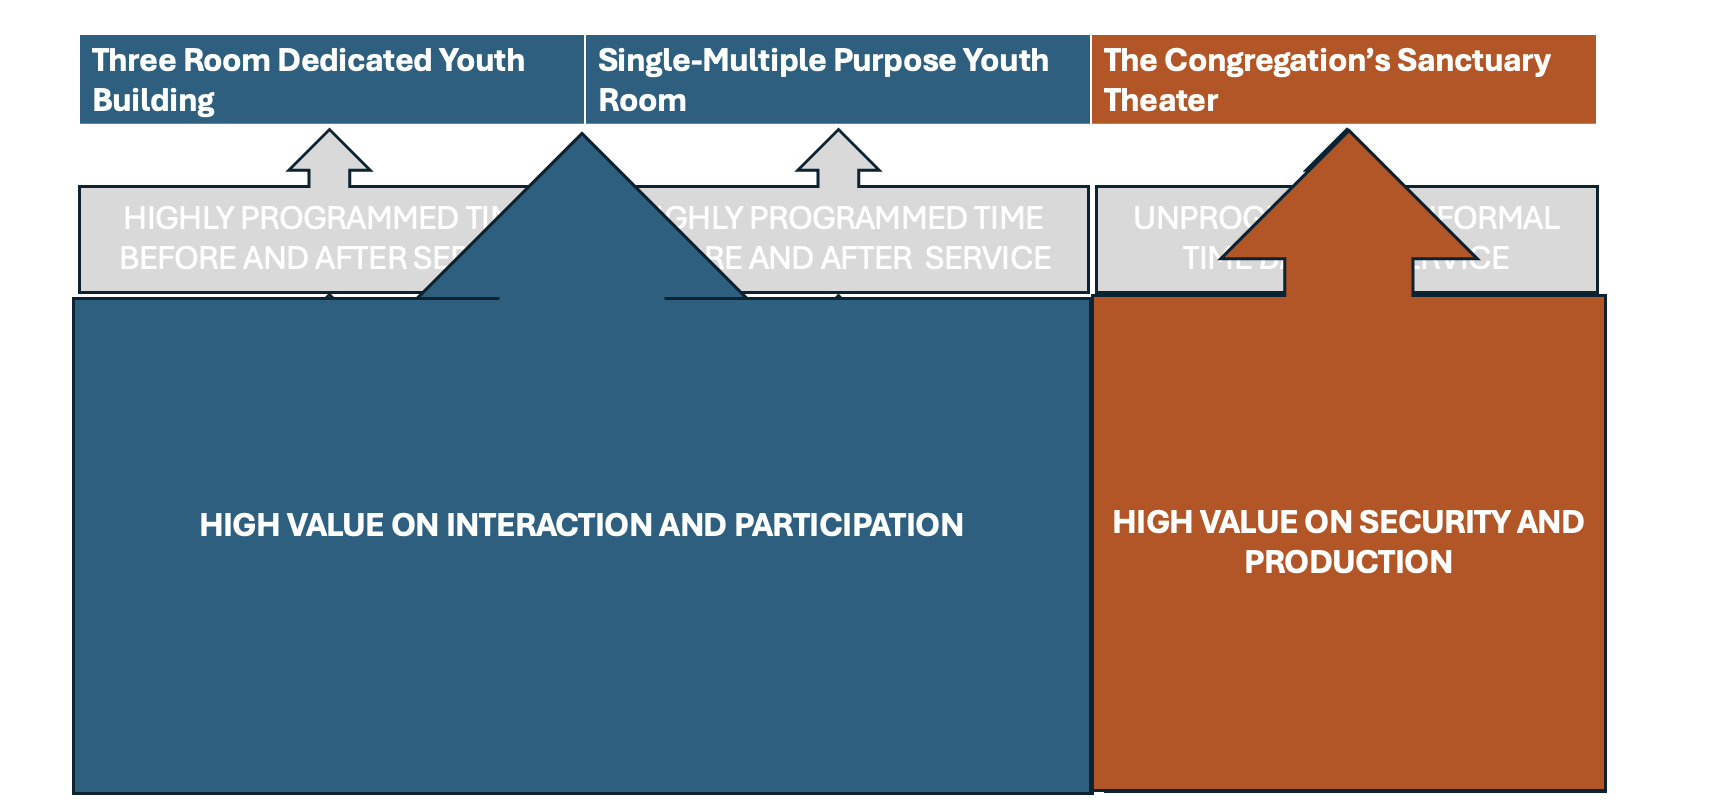 Three Room Dedicated Youth
Building
Single-Multiple Purpose Youth
Room
The Congregation’s Sanctuary
Theater
HIGHLY PROGRAMMED
BEFORE AND AFTER
PROGRAMMED TIME
AND AFTER SERVICE
HIGH VALUE ON INTERACTION AND PARTICIPATION
HIGH VALUE ON SECURITY AND
PRODUCTION